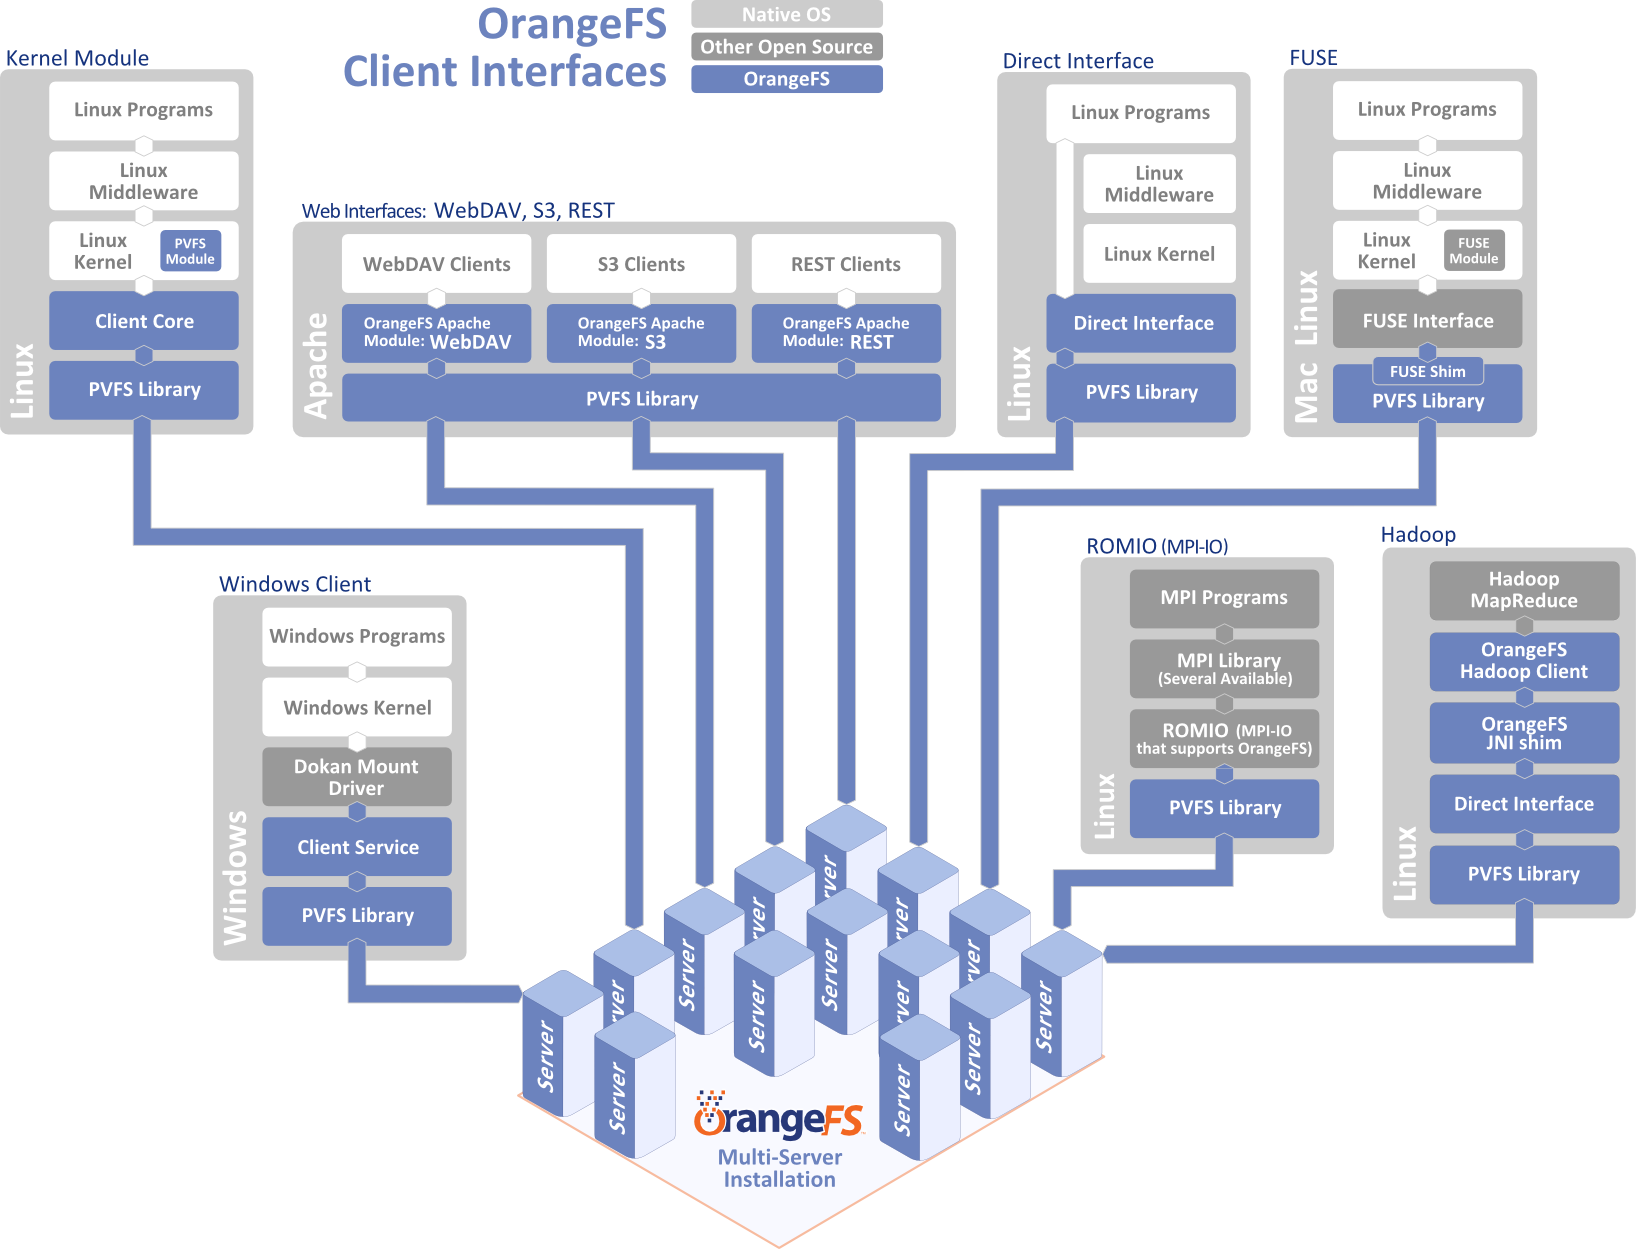 OrangeFS
Client Interfaces
Native OS
Other Open Source
OrangeFS
Kernel Module
Linux Programs
Linux
Middleware
Linux
Kernel
PVFS
Module
Client Core
PVFS Library
Linux
Web Interfaces: WebDAV, S3, REST
WebDAV Clients
S3 Clients
REST Clients
OrangeFS Apache
Module: WebDAV
OrangeFS Apache
Module: S3
OrangeFS Apache
Module: REST
PVFS Library
Apache
Direct Interface
Linux Programs
Linux
Middleware
Linux Kernel
Direct Interface
PVFS Library
Linux
FUSE
Linux Programs
Linux
Middleware
Linux
Kernel
FUSE
Module
FUSE Interface
FUSE Shim
PVFS Library
Mac Linux
Windows Client
Windows Programs
Windows Kernel
Dokan Mount
Driver
Client Service
PVFS Library
Windows
ROMIO (MPI-IO)
MPI Programs
MPI Library
(Several Available)
ROMIO (MPI-IO
that supports OrangeFS)
PVFS Library
Linux
Hadoop
Hadoop
MapReduce
OrangeFS
Hadoop Client
OrangeFS
JNI shim
Direct Interface
PVFS Library
Linux
Server
Server
Server
Server
Server
Server
Server
Server
Server
Server
Server
Server
Server
Server
OrangeFS
Multi-Server
Installation